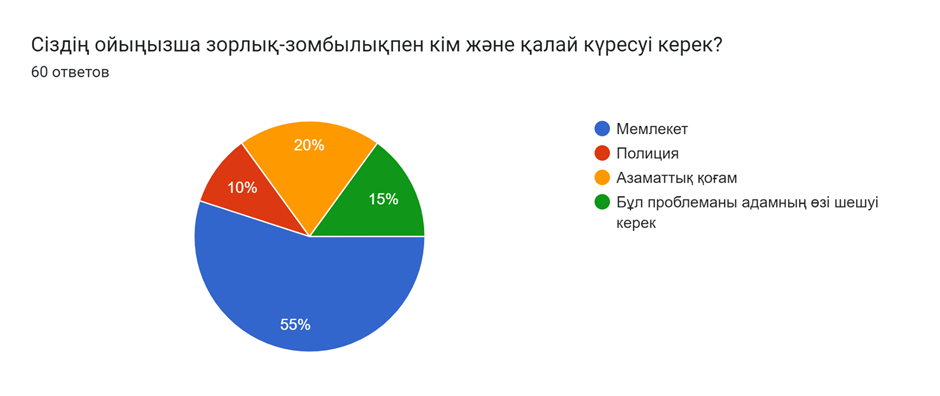 Сіздің ойыңызша зорлық-зомбылықпен кім және қалай күресуі керек?
60 ответов
20%
10%
15%
55%
Мемлекет
Полиция
Азаматтық қоғам
Бұл проблеманы адамның өзі шешуі
керек